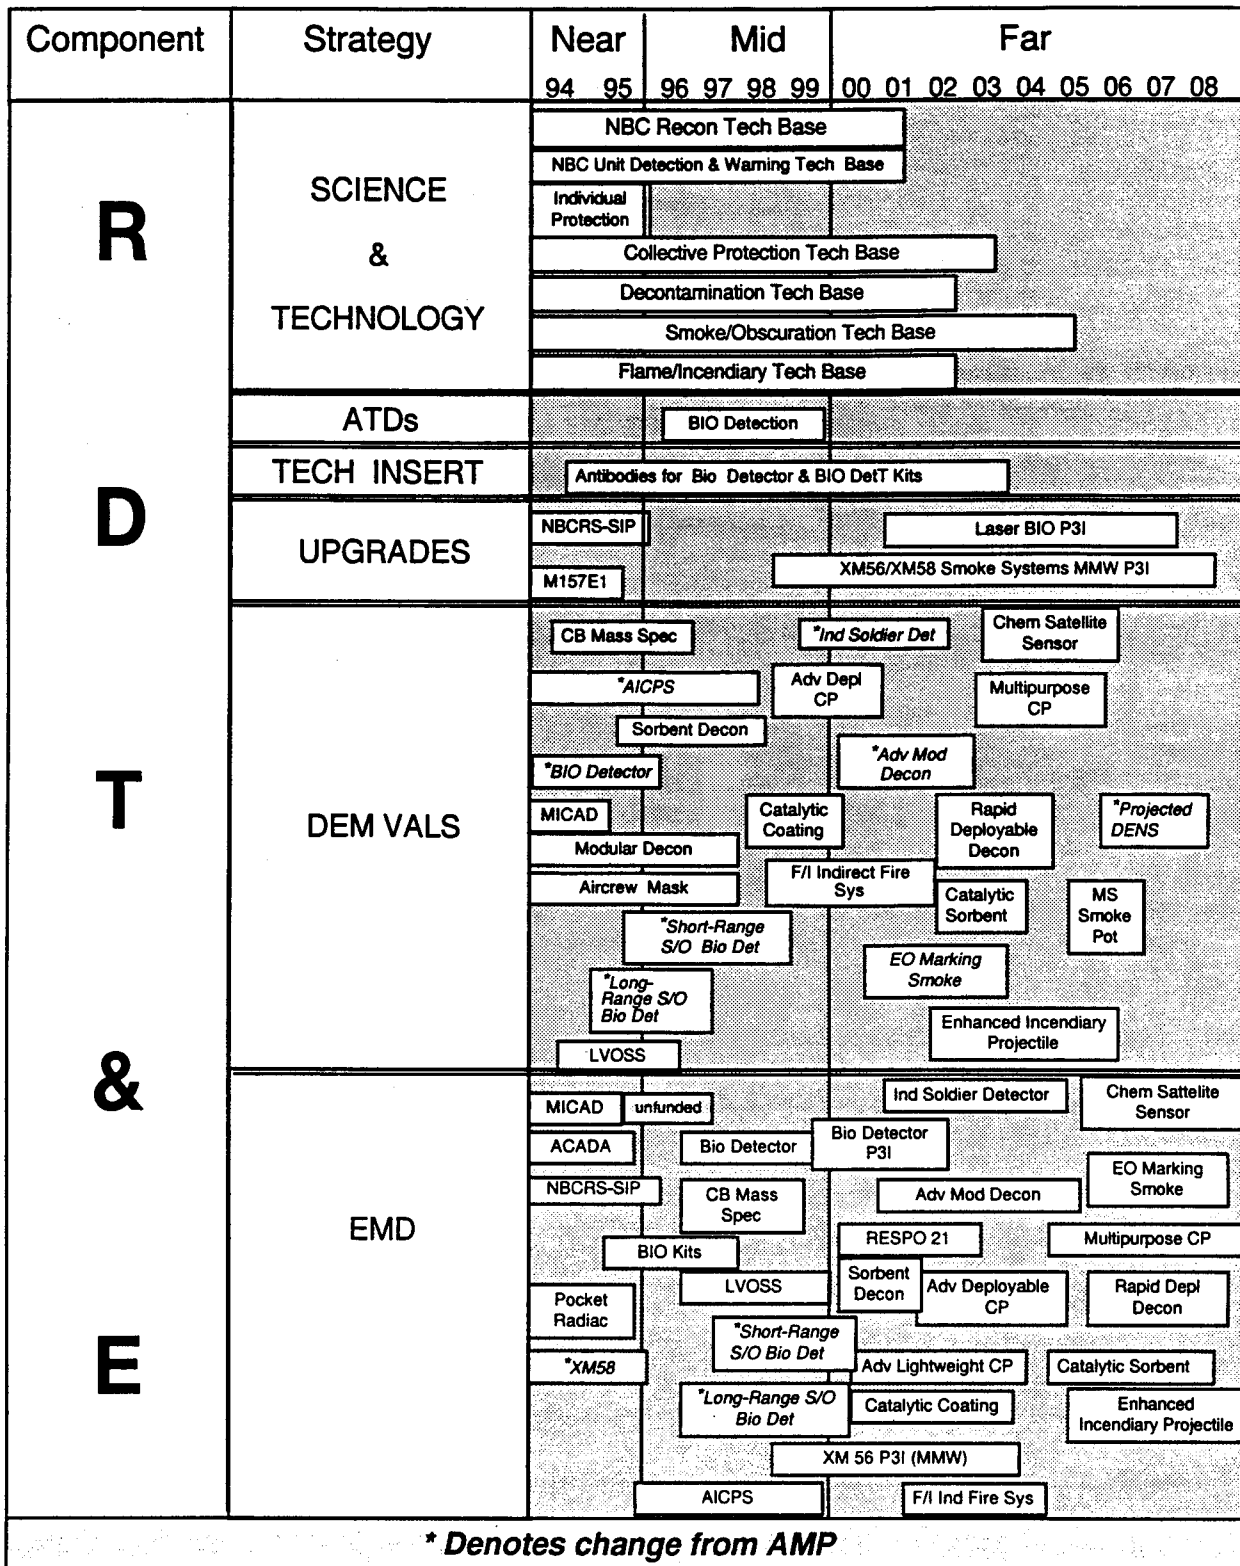 Component Strategy Near Mid Far
94 95 96 97 98 99 00 01 02 03 04 05 06 07 08
R
D
T
&
E
SCIENCE
&
TECHNOLOGY
NBC Recon Tech Base
NBC Unit Detection & Warning Tech Base
Individual
Protection
Collective Protection Tech Base
Decontamination Tech Base
Smoke/Obscuration Tech Base
Flame/Incendiary Tech Base
ATDs
BIO Detection
TECH INSERT
Antibodies for Bio Detector & BIO DetT Kits
UPGRADES
NBCRS-SIP
Laser BIO P3I
XM56/XM58 Smoke Systems MMW P3I
M157E1
DEM VALS
CB Mass Spec
*Ind Soldier Det
Chem Satellite
Sensor
*AICPS
Adv Depl
CP
Multipurpose
CP
Sorbent Decon
*BIO Detector
*Adv Mod
Decon
MICAD
Catalytic
Coating
Rapid
Deployable
Decon
*Projected
DENS
Modular Decon
Aircrew Mask
F/I Indirect Fire
Sys
Catalytic
Sorbent
MS
Smoke
Pot
*Short-Range
S/O Bio Det
EO Marking
Smoke
*Long-
Range S/O
Bio Det
Enhanced Incendiary
Projectile
LVOSS
EMD
MICAD
unfunded
Ind Soldier Detector
Chem Sattelite
Sensor
ACADA
Bio Detector
Bio Detector
P3I
EO Marking
Smoke
NBCRS-SIP
CB Mass
Spec
Adv Mod Decon
BIO Kits
RESPO 21
Multipurpose CP
LVOSS
Sorbent
Decon
Adv Deployable
CP
Rapid Depl
Decon
Pocket
Radiac
*Short-Range
S/O Bio Det
*XM58
Adv Lightweight CP
Catalytic Sorbent
*Long-Range S/O
Bio Det
Catalytic Coating
Enhanced
Incendiary Projectile
XM 56 P3I (MMW)
AICPS
F/I Ind Fire Sys
* Denotes change from AMP